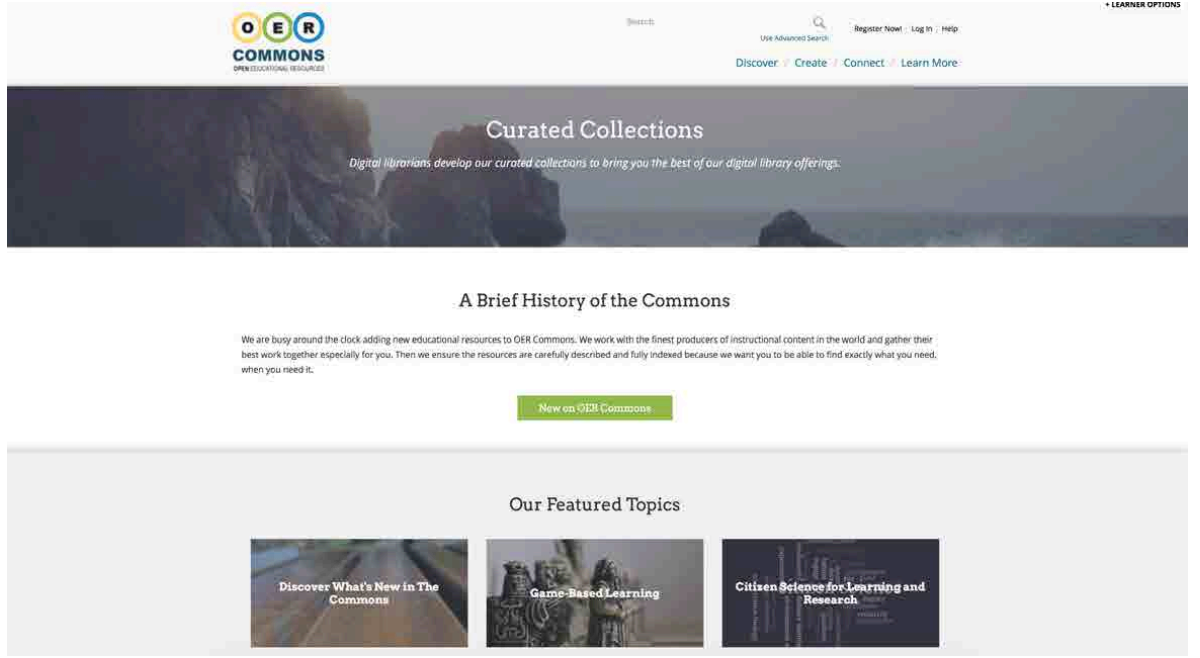 + LEARNER OPTIONS
O E R
COMMONS
OPEN EDUCATIONAL RESOURCES
Search
Use Advanced Search
Register Now! Log In Help
Discover / Create / Connect / Learn More
Curated Collections
Digital librarians develop our curated collections to bring you the best of our digital library offerings.
A Brief History of the Commons
We are busy around the clock adding new educational resources to OER Commons. We work with the finest producers of instructional content in the world and gather their
best work together especially for you. Then we ensure the resources are carefully described and fully indexed because we want you to be able to find exactly what you need,
when you need it.
New on OER Commons
Our Featured Topics
Discover What's New in The
Commons
Game-Based Learning
Citizen Science for Learning and
Research